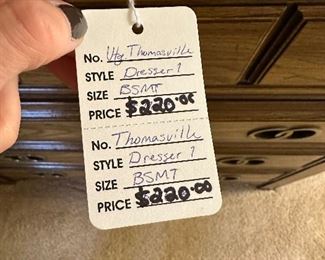 No. Vtg Thomasville
STYLE Dresser 1
SIZE BSMT
PRICE $220.00
No. Thomasville
STYLE Dresser 1
SIZE BSMT
PRICE $220.00